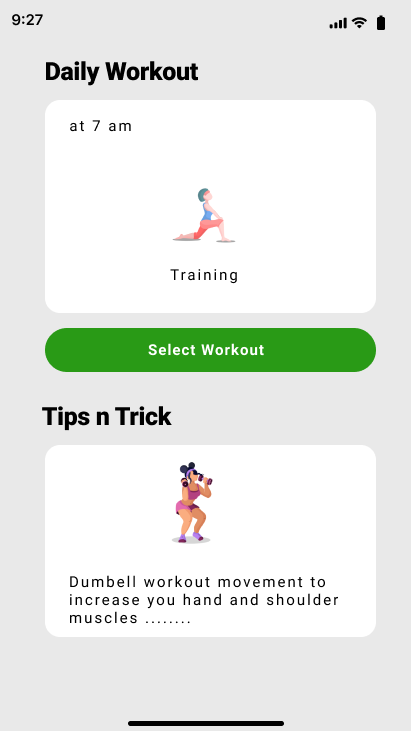 9:27
Daily Workout
at 7 am
Training
Select Workout
Tips n Trick
Dumbell workout movement to
increase you hand and shoulder
muscles ........